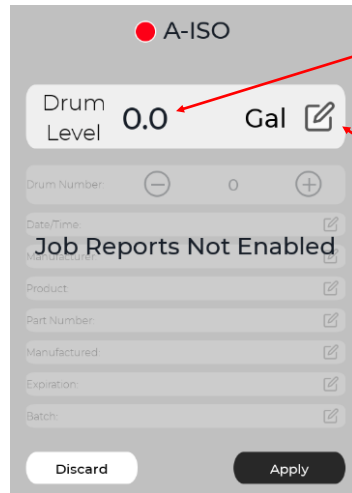 A-ISO
Drum Level 0.0 Gal
Drum Number: 0
Date/Time:
Job Reports Not Enabled
Manufacturer:
Product:
Part Number:
Manufactured:
Expiration:
Batch:
Discard Apply